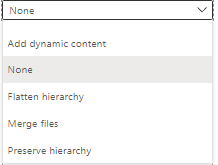 None
Add dynamic content
None
Flatten hierarchy
Merge files
Preserve hierarchy